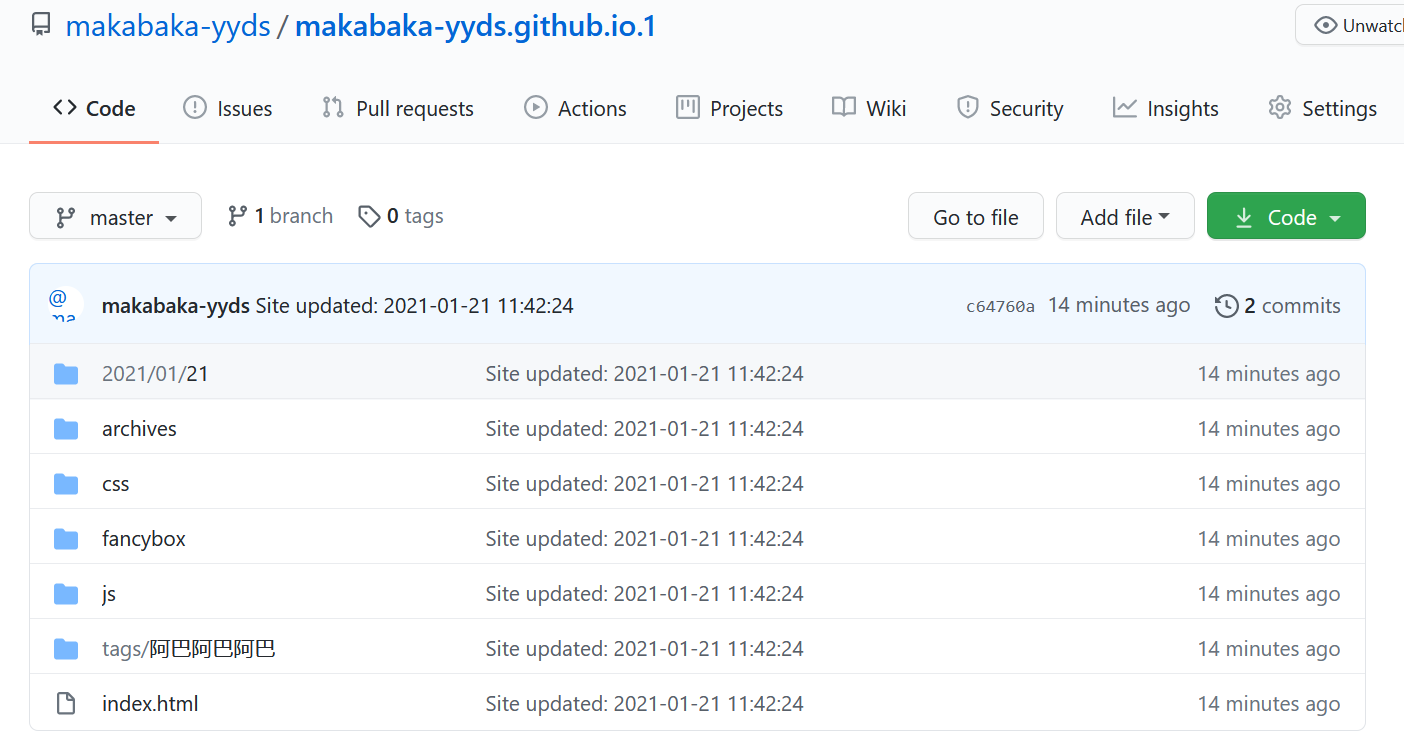 makabaka-yyds / makabaka-yyds.github.io.1
Unwatc
Code Issues Pull requests Actions Projects Wiki Security Insights Settings
master 1 branch 0 tags Go to file Add file Code
@ma makabaka-yyds Site updated: 2021-01-21 11:42:24 c64760a 14 minutes ago 2 commits
2021/01/21 Site updated: 2021-01-21 11:42:24 14 minutes ago
archives Site updated: 2021-01-21 11:42:24 14 minutes ago
css Site updated: 2021-01-21 11:42:24 14 minutes ago
fancybox Site updated: 2021-01-21 11:42:24 14 minutes ago
js Site updated: 2021-01-21 11:42:24 14 minutes ago
tags/阿巴阿巴阿巴 Site updated: 2021-01-21 11:42:24 14 minutes ago
index.html Site updated: 2021-01-21 11:42:24 14 minutes ago